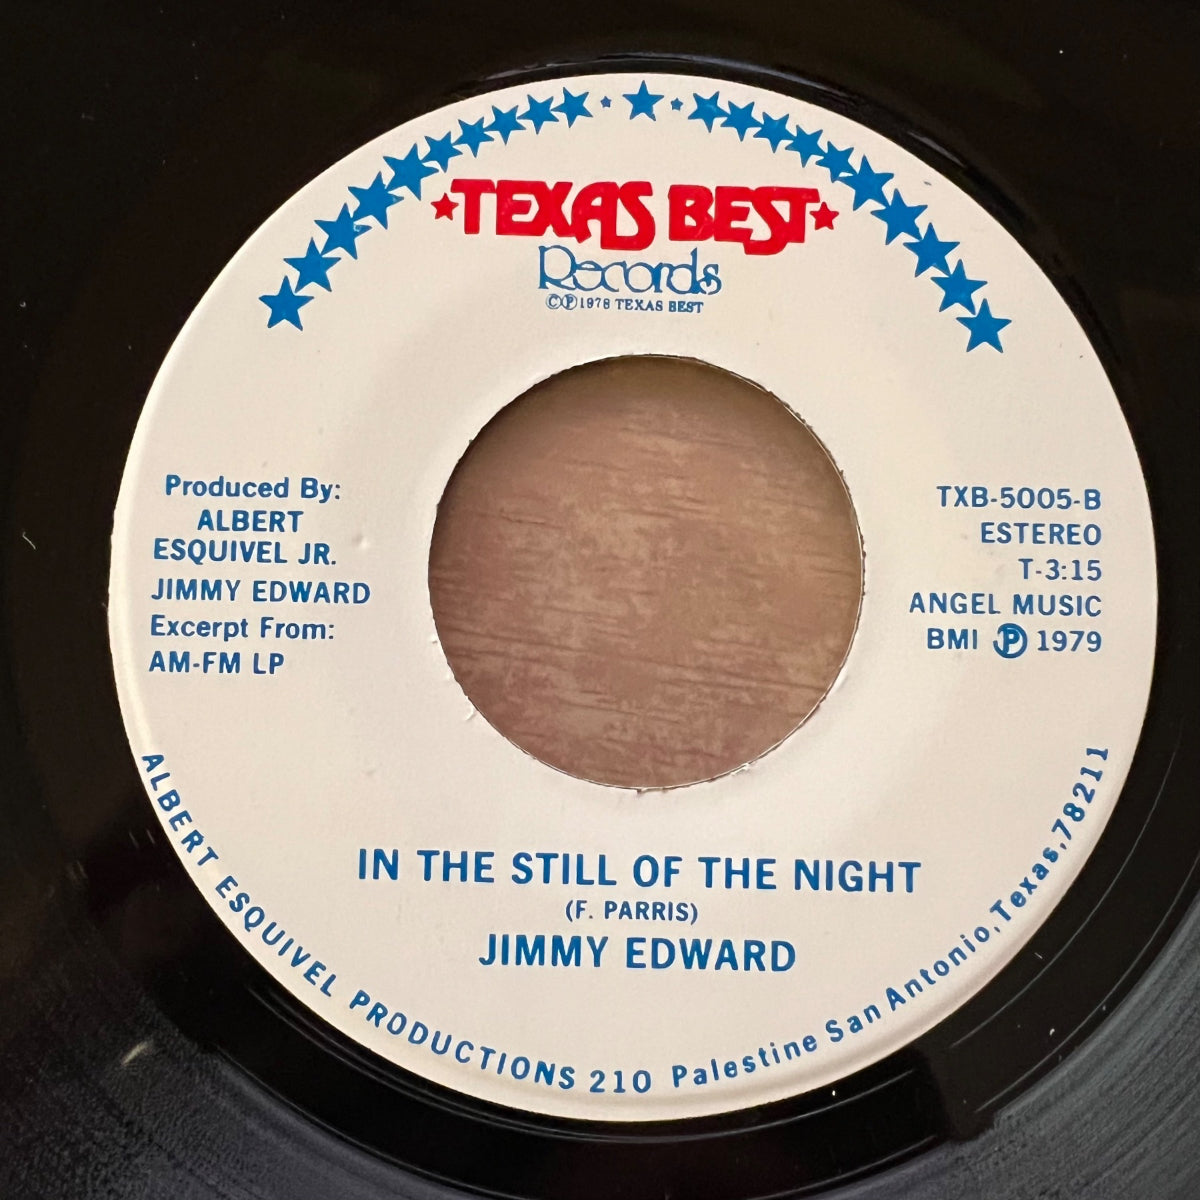 TEXAS BEST
Records
©℗1978 TEXAS BEST
Produced By:
ALBERT
ESQUIVEL JR.
JIMMY EDWARD
Excerpt From:
AM-FM LP
TXB-5005-B
ESTEREO
T-3:15
ANGEL MUSIC
BMI ℗ 1979
IN THE STILL OF THE NIGHT
(F. PARRIS)
JIMMY EDWARD
ALBERT ESQUIVEL PRODUCTIONS 210 Palestine San Antonio, Texas, 78211